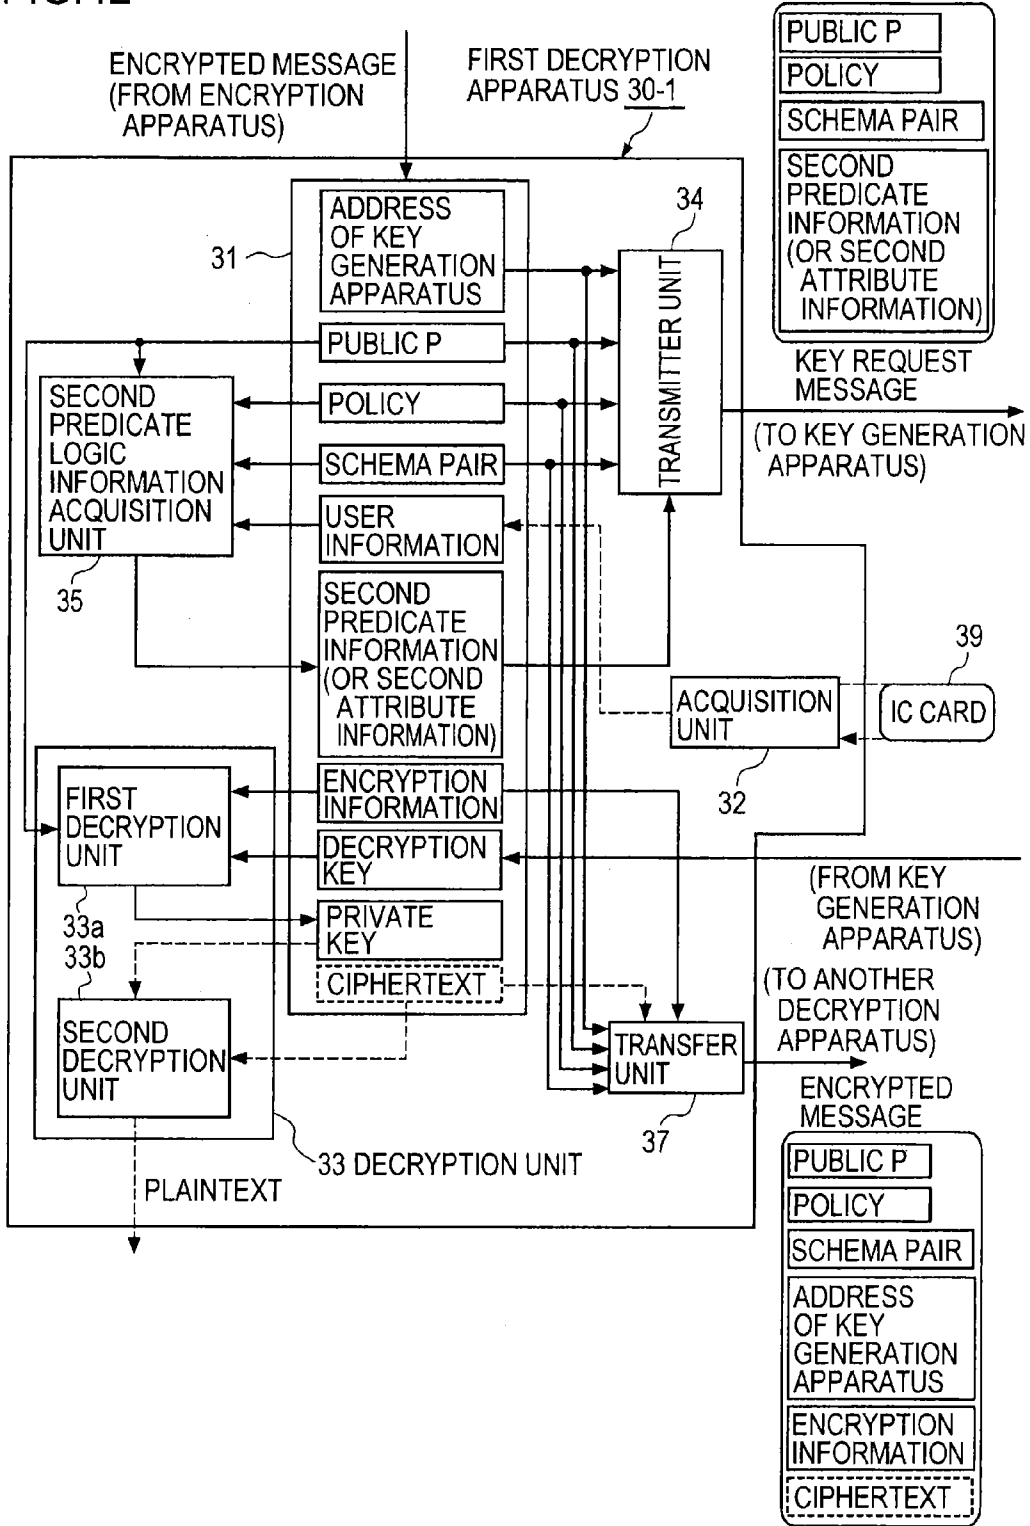 ENCRYPTED MESSAGE
(FROM ENCRYPTION
APPARATUS)
FIRST DECRYPTION
APPARATUS 30-1
PUBLIC P
POLICY
SCHEMA PAIR
SECOND
PREDICATE
INFORMATION
(OR SECOND
ATTRIBUTE
INFORMATION)
KEY REQUEST
MESSAGE
(TO KEY GENERATION
APPARATUS)
31
ADDRESS
OF KEY
GENERATION
APPARATUS
PUBLIC P
POLICY
SCHEMA PAIR
USER
INFORMATION
SECOND
PREDICATE
INFORMATION
(OR SECOND
ATTRIBUTE
INFORMATION)
ENCRYPTION
INFORMATION
DECRYPTION
KEY
PRIVATE
KEY
CIPHERTEXT
34
TRANSMITTER UNIT
SECOND
PREDICATE
LOGIC
INFORMATION
ACQUISITION
UNIT
35
39
IC CARD
ACQUISITION
UNIT
32
FIRST
DECRYPTION
UNIT
33a
33b
SECOND
DECRYPTION
UNIT
33 DECRYPTION UNIT
PLAINTEXT
(FROM KEY
GENERATION
APPARATUS)
(TO ANOTHER
DECRYPTION
APPARATUS)
TRANSFER
UNIT
37
ENCRYPTED
MESSAGE
PUBLIC P
POLICY
SCHEMA PAIR
ADDRESS
OF KEY
GENERATION
APPARATUS
ENCRYPTION
INFORMATION
CIPHERTEXT